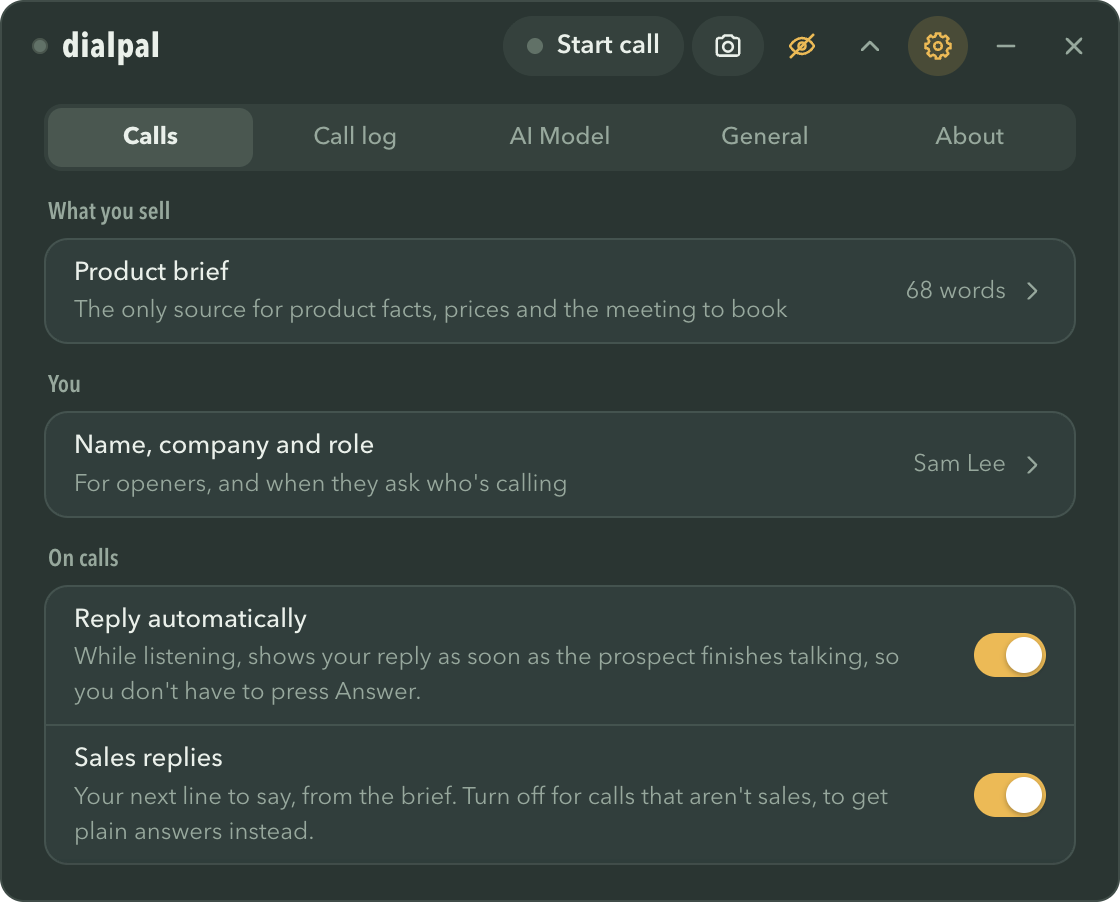 dialpal
Start call
Calls
Call log
AI Model
General
About
What you sell
Product brief
The only source for product facts, prices and the meeting to book
68 words
You
Name, company and role
For openers, and when they ask who's calling
Sam Lee
On calls
Reply automatically
While listening, shows your reply as soon as the prospect finishes talking, so
you don't have to press Answer.
Sales replies
Your next line to say, from the brief. Turn off for calls that aren't sales, to get
plain answers instead.